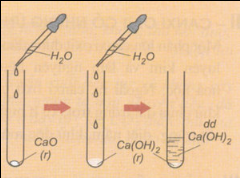 H₂O
H₂O
CaO
(r)
Ca(OH)₂
(r)
dd
Ca(OH)₂